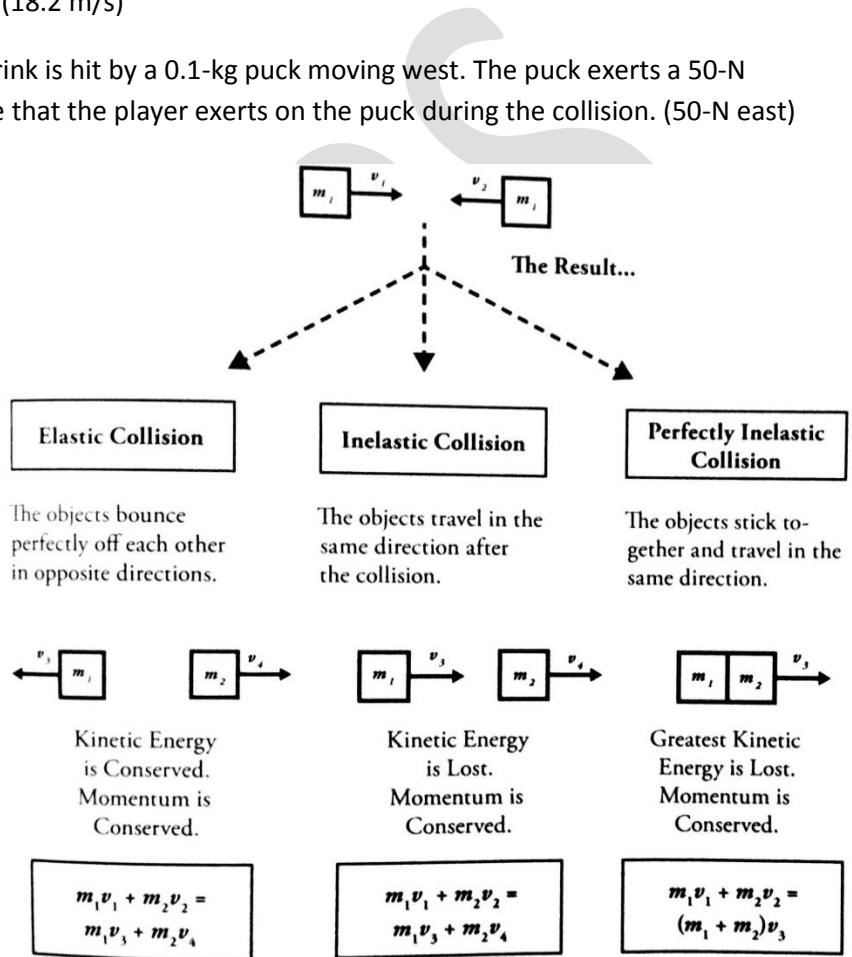 (18.2 m/s)
rink is hit by a 0.1-kg puck moving west. The puck exerts a 50-N
e that the player exerts on the puck during the collision. (50-N east)
m₁ v₁ v₂ m₁
The Result...
Elastic Collision
Inelastic Collision
Perfectly Inelastic
Collision
The objects bounce
perfectly off each other
in opposite directions.
The objects travel in the
same direction after
the collision.
The objects stick to-
gether and travel in the
same direction.
v₃ m₁ m₂ v₄
m₁ v₃ m₂ v₄
m₁ m₂ v₃
Kinetic Energy
is Conserved.
Momentum is
Conserved.
Kinetic Energy
is Lost.
Momentum is
Conserved.
Greatest Kinetic
Energy is Lost.
Momentum is
Conserved.
m₁v₁ + m₂v₂ =
m₁v₃ + m₂v₄
m₁v₁ + m₂v₂ =
m₁v₃ + m₂v₄
m₁v₁ + m₂v₂ =
(m₁ + m₂)v₃